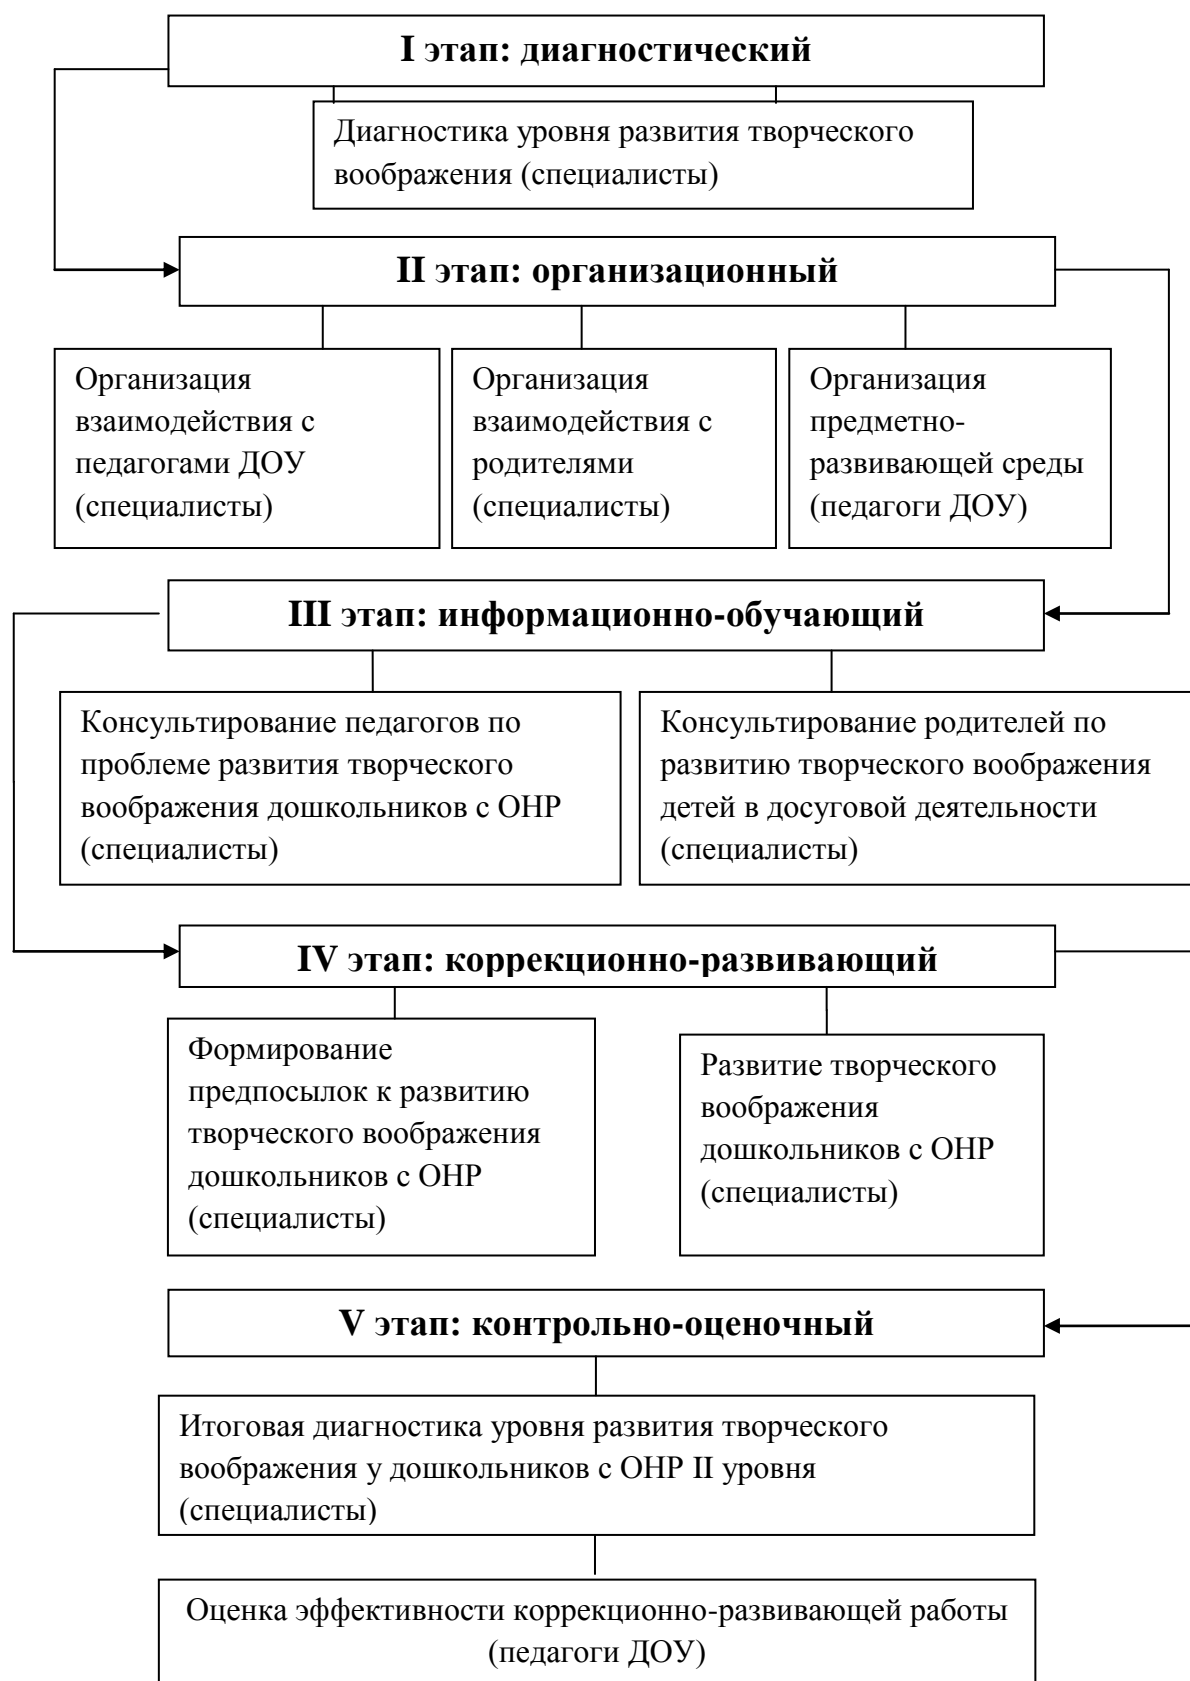 I этап: диагностический
Диагностика уровня развития творческого
воображения (специалисты)
II этап: организационный
Организация
взаимодействия с
педагогами ДОУ
(специалисты)
Организация
взаимодействия с
родителями
(специалисты)
Организация
предметно-
развивающей среды
(педагоги ДОУ)
III этап: информационно-обучающий
Консультирование педагогов по
проблеме развития творческого
воображения дошкольников с ОНР
(специалисты)
Консультирование родителей по
развитию творческого воображения
детей в досуговой деятельности
(специалисты)
IV этап: коррекционно-развивающий
Формирование
предпосылок к развитию
творческого воображения
дошкольников с ОНР
(специалисты)
Развитие творческого
воображения
дошкольников с ОНР
(специалисты)
V этап: контрольно-оценочный
Итоговая диагностика уровня развития творческого
воображения у дошкольников с ОНР II уровня
(специалисты)
Оценка эффективности коррекционно-развивающей работы
(педагоги ДОУ)